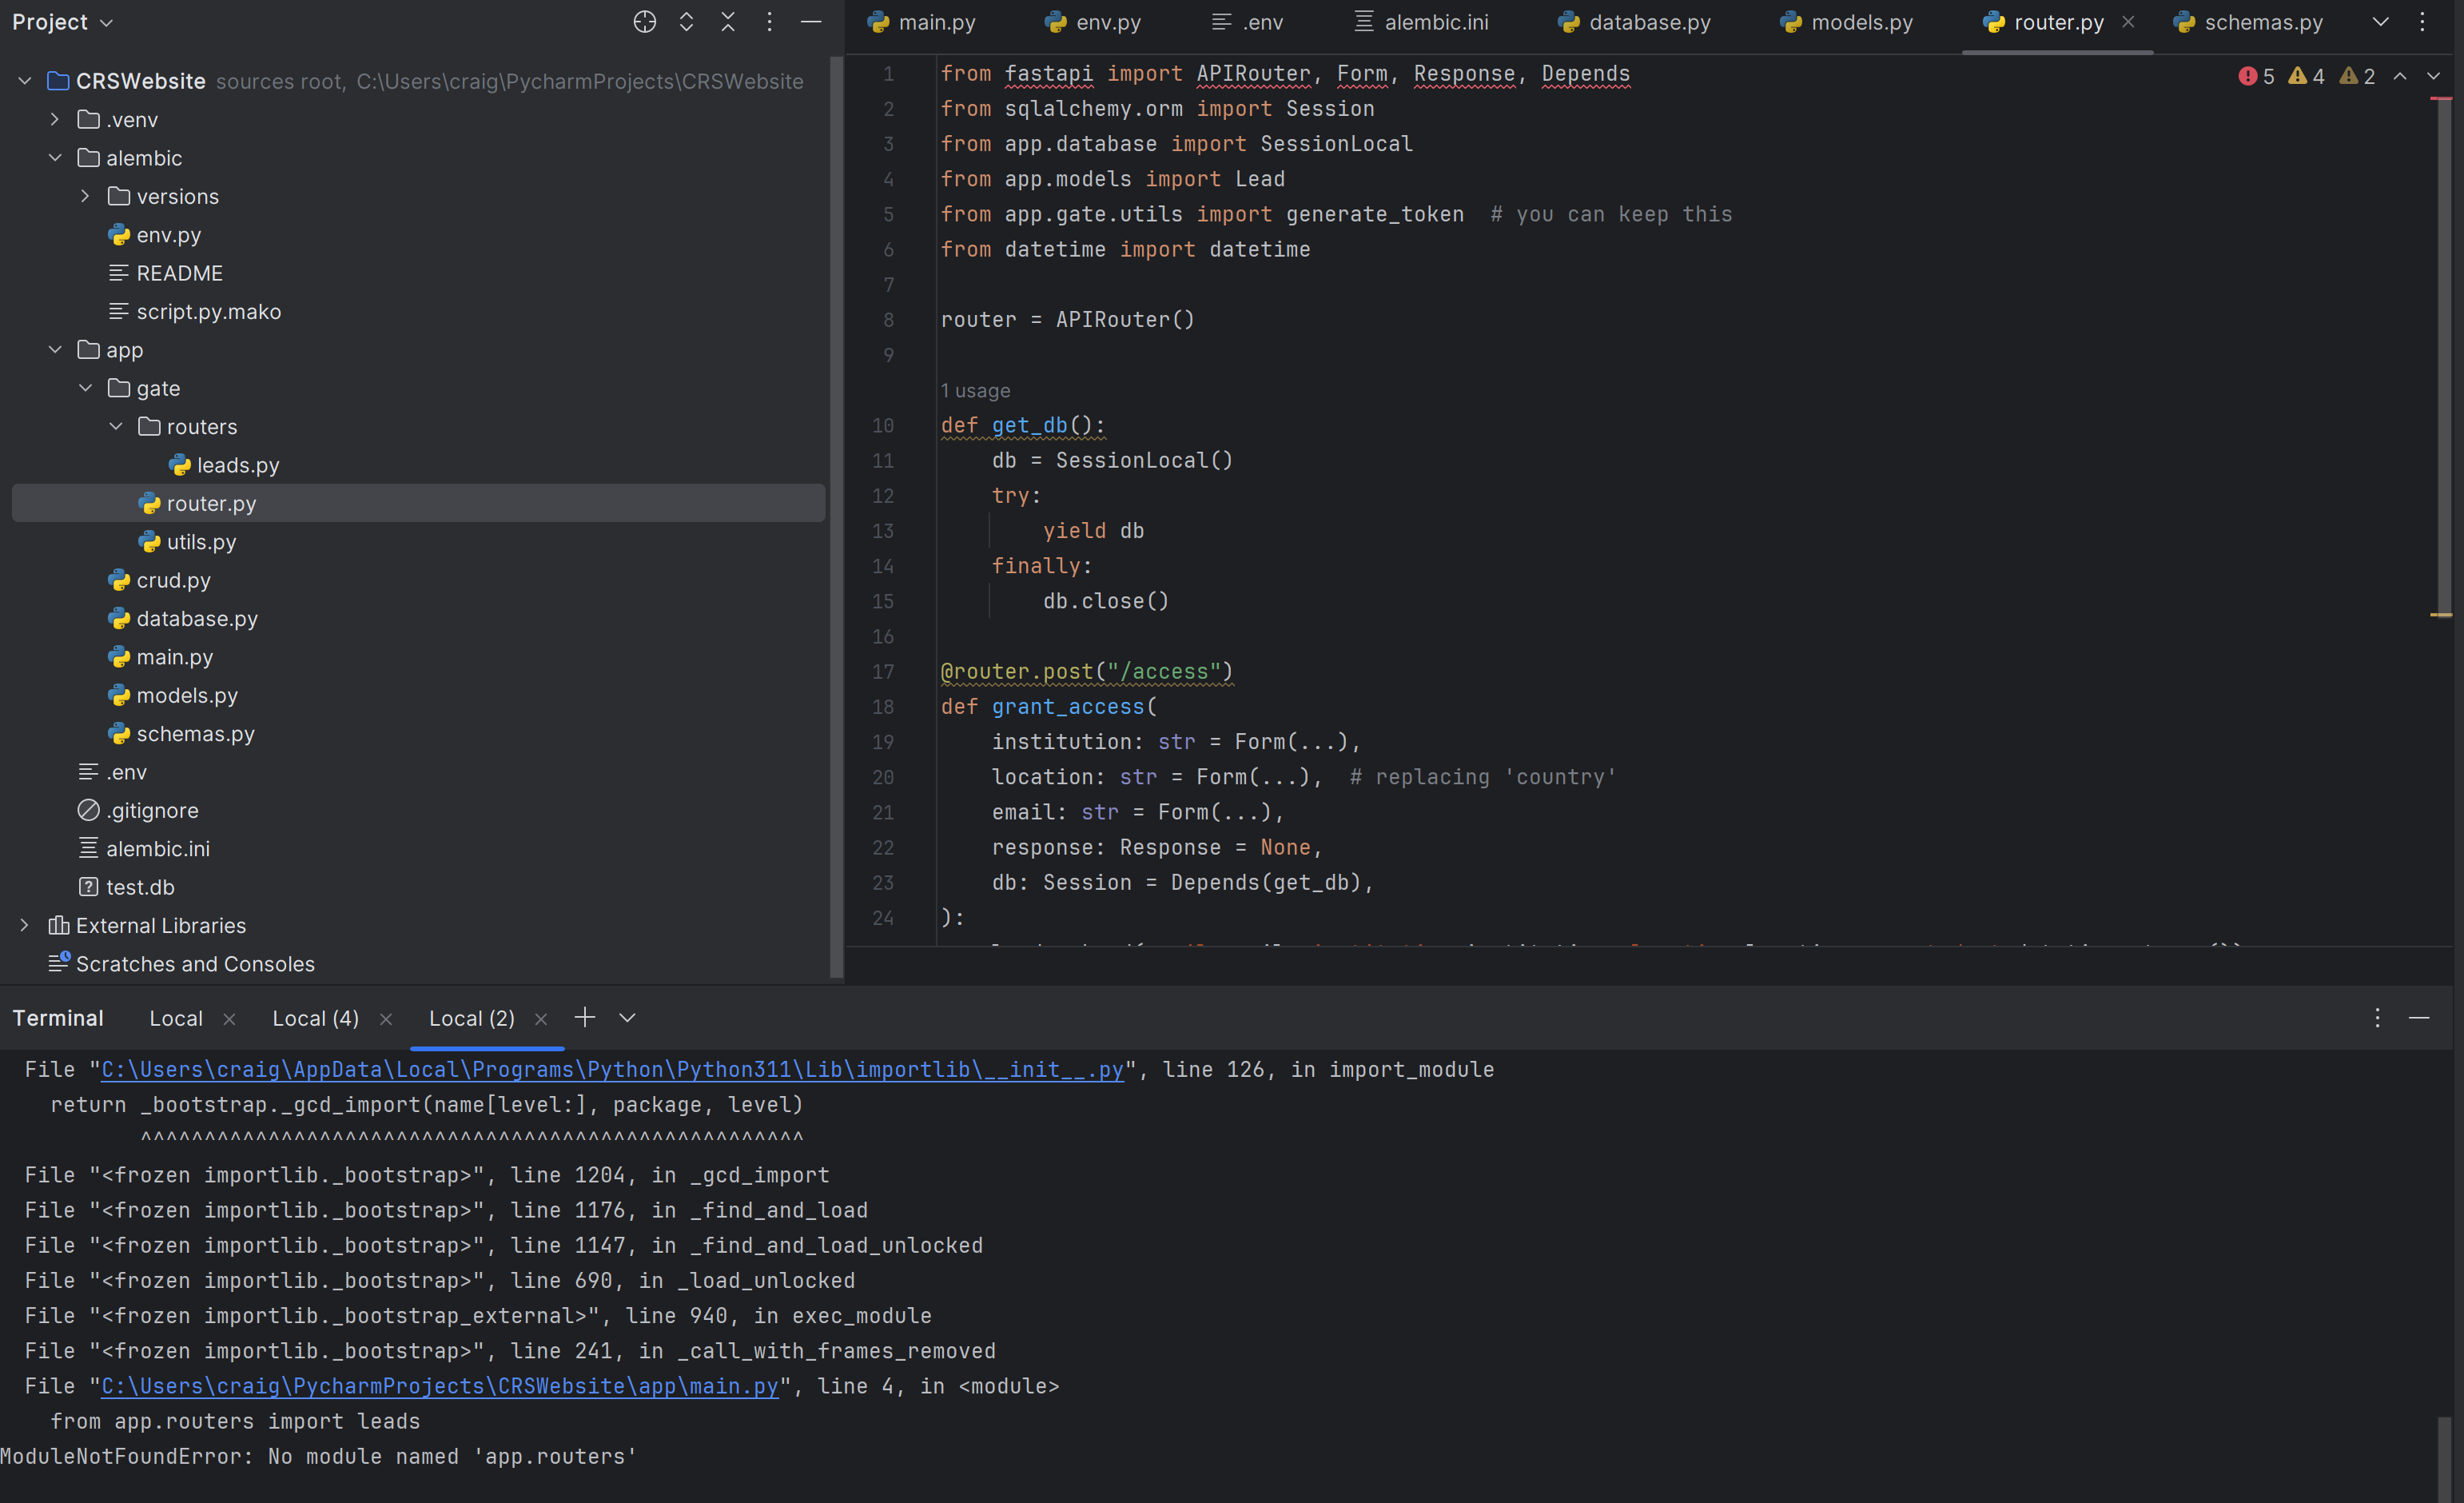 Project
CRSWebsite sources root, C:\Users\craig\PycharmProjects\CRSWebsite
.venv
alembic
versions
env.py
README
script.py.mako
app
gate
routers
leads.py
router.py
utils.py
crud.py
database.py
main.py
models.py
schemas.py
.env
.gitignore
alembic.ini
test.db
External Libraries
Scratches and Consoles
main.py env.py .env alembic.ini database.py models.py router.py schemas.py
5 4 2
1 from fastapi import APIRouter, Form, Response, Depends
2 from sqlalchemy.orm import Session
3 from app.database import SessionLocal
4 from app.models import Lead
5 from app.gate.utils import generate_token # you can keep this
6 from datetime import datetime
7
8 router = APIRouter()
9
1 usage
10 def get_db():
11 db = SessionLocal()
12 try:
13 yield db
14 finally:
15 db.close()
16
17 @router.post("/access")
18 def grant_access(
19 institution: str = Form(...),
20 location: str = Form(...), # replacing 'country'
21 email: str = Form(...),
22 response: Response = None,
23 db: Session = Depends(get_db),
24 ):
Terminal Local Local (4) Local (2)
File "C:\Users\craig\AppData\Local\Programs\Python\Python311\Lib\importlib\__init__.py", line 126, in import_module
return _bootstrap._gcd_import(name[level:], package, level)
^^^^^^^^^^^^^^^^^^^^^^^^^^^^^^^^^^^^^^^^^^^^^^^^^^^^
File "<frozen importlib._bootstrap>", line 1204, in _gcd_import
File "<frozen importlib._bootstrap>", line 1176, in _find_and_load
File "<frozen importlib._bootstrap>", line 1147, in _find_and_load_unlocked
File "<frozen importlib._bootstrap>", line 690, in _load_unlocked
File "<frozen importlib._bootstrap_external>", line 940, in exec_module
File "<frozen importlib._bootstrap>", line 241, in _call_with_frames_removed
File "C:\Users\craig\PycharmProjects\CRSWebsite\app\main.py", line 4, in <module>
from app.routers import leads
ModuleNotFoundError: No module named 'app.routers'